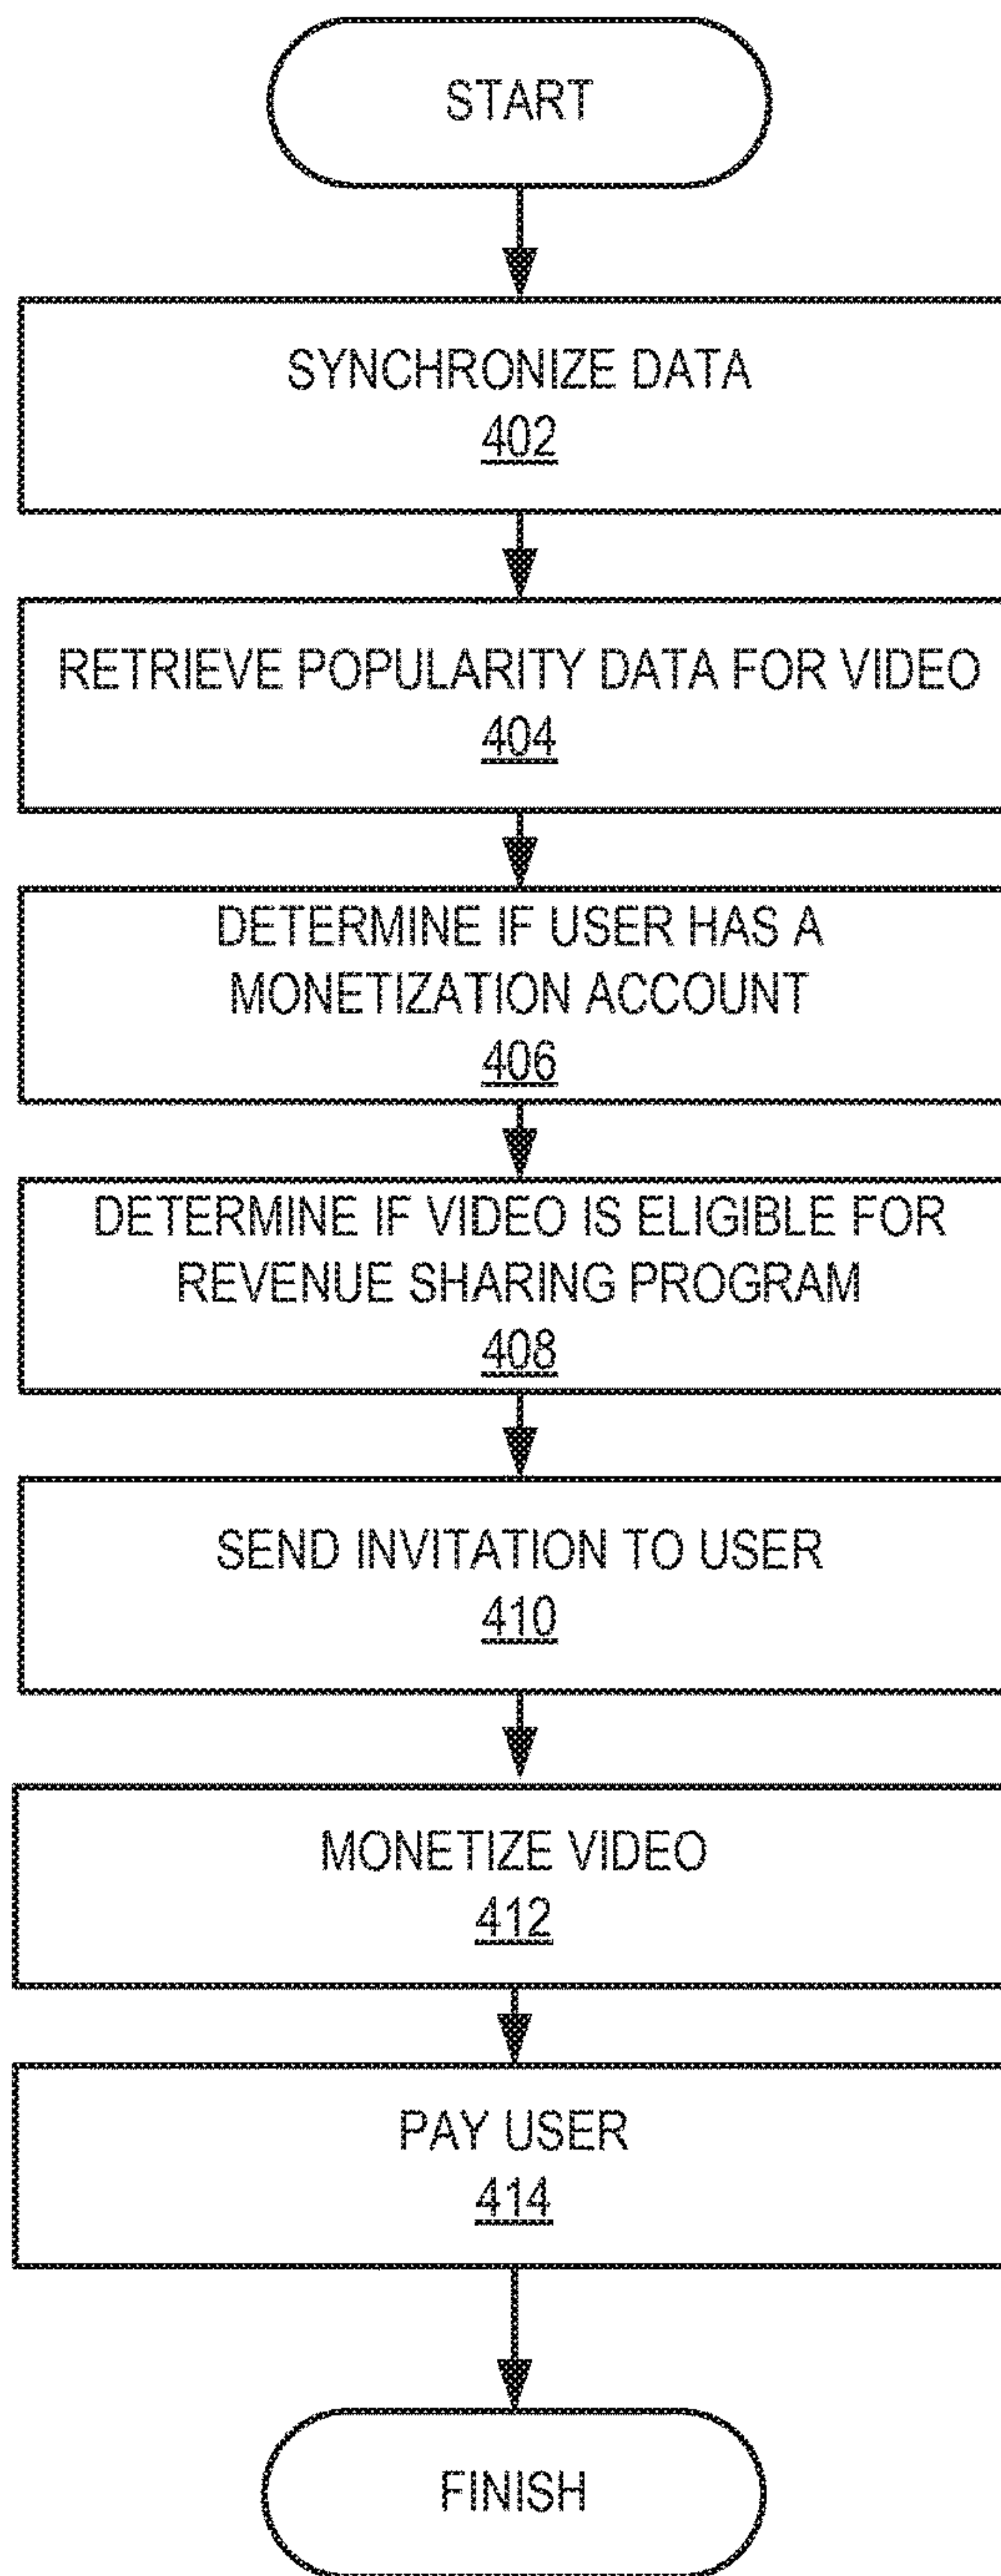 START
SYNCHRONIZE DATA
402
RETRIEVE POPULARITY DATA FOR VIDEO
404
DETERMINE IF USER HAS A
MONETIZATION ACCOUNT
406
DETERMINE IF VIDEO IS ELIGIBLE FOR
REVENUE SHARING PROGRAM
408
SEND INVITATION TO USER
410
MONETIZE VIDEO
412
PAY USER
414
FINISH